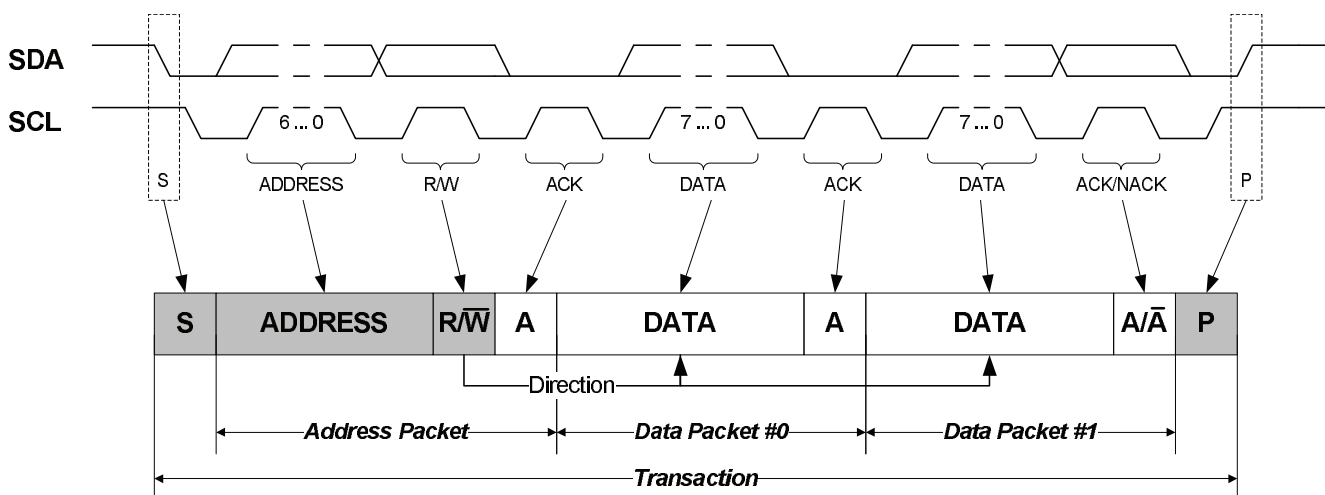 SDA
SCL
6 ... 0
7 ... 0
7 ... 0
S
ADDRESS
R/W
ACK
DATA
ACK
DATA
ACK/NACK
P
S
ADDRESS
R/W̅
A
DATA
A
DATA
A/A̅
P
Direction
Address Packet
Data Packet #0
Data Packet #1
Transaction